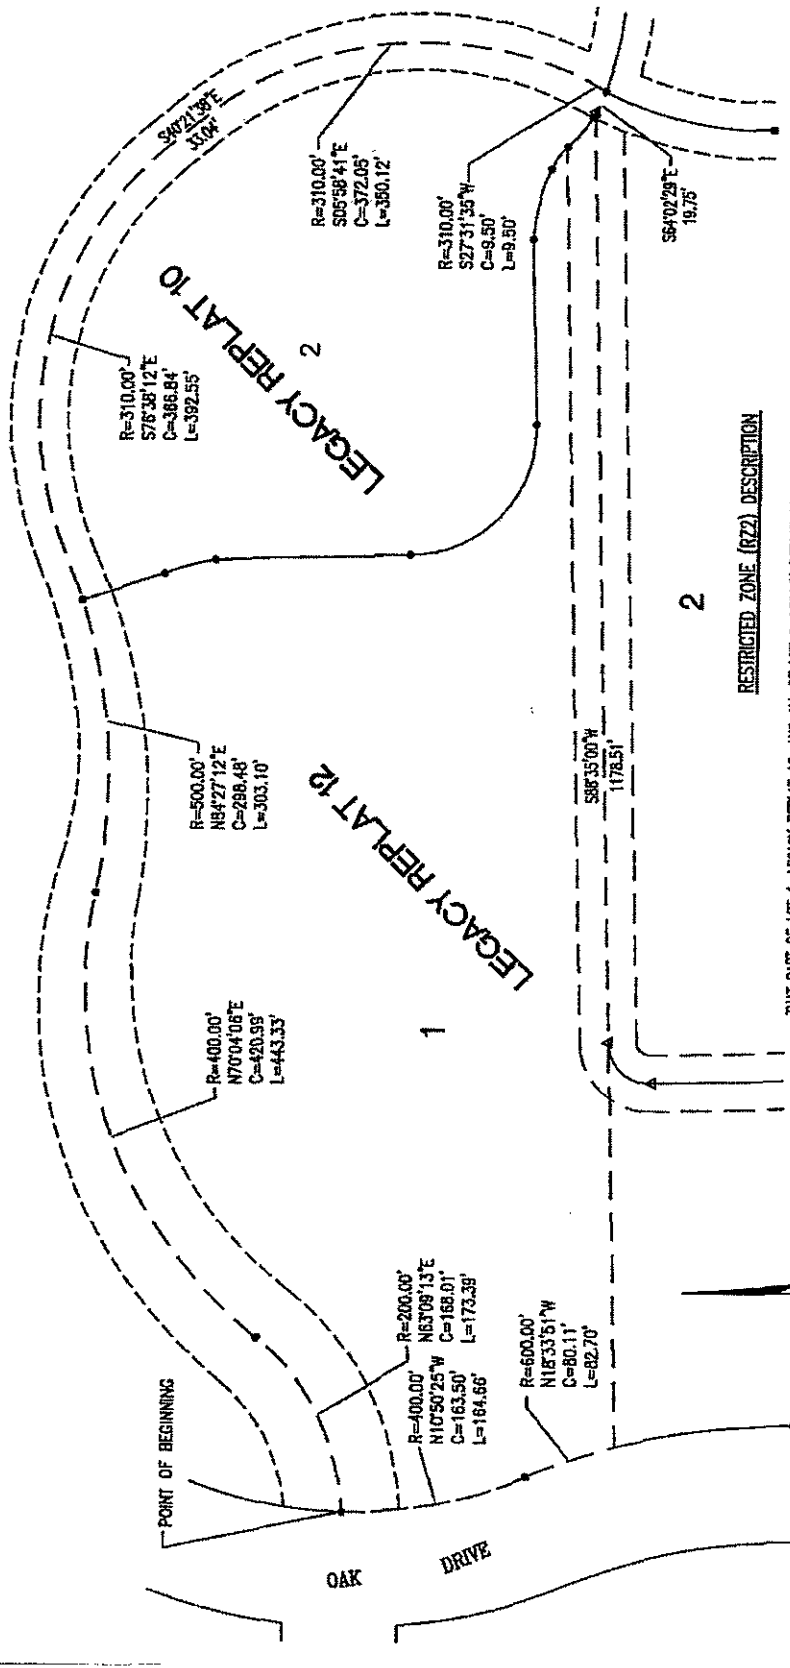 POINT OF BEGINNING
OAK
DRIVE
R=400.00'
N10°50'25"W
C=163.50'
L=164.66'
R=200.00'
N63°09'13"E
C=168.01'
L=173.39'
R=600.00'
N18°33'51"W
C=80.11'
L=82.70'
R=400.00'
N70°04'06"E
C=420.99'
L=443.33'
1
LEGACY REPLAT 12
R=500.00'
N84°27'12"E
C=298.48'
L=303.10'
S88°35'00"W
1178.51'
R=310.00'
S76°38'12"E
C=366.84'
L=392.55'
LEGACY REPLAT 10
2
S40°21'38"E
33.04'
R=310.00'
S05°58'41"E
C=372.05'
L=350.12'
R=310.00'
S27°31'35"W
C=9.50'
L=9.50'
S64°02'29"E
19.75'
2
RESTRICTED ZONE (RZ2) DESCRIPTION